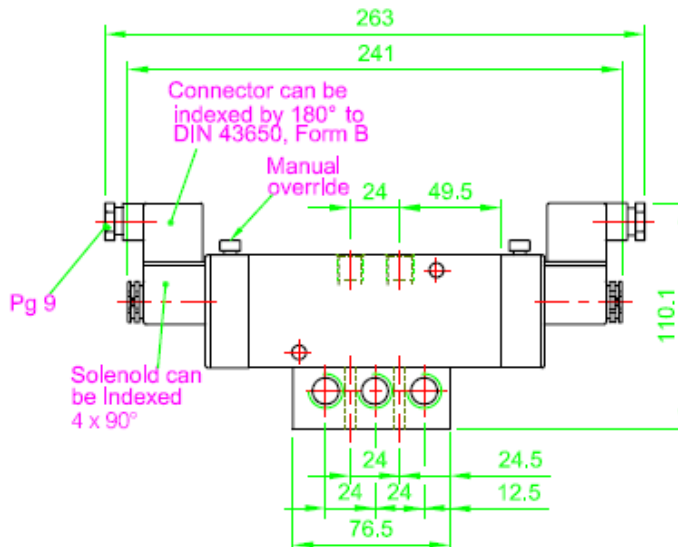 263
241
Connector can be
indexed by 180° to
DIN 43650, Form B
Manual
override
24
49.5
Pg 9
110.1
Solenoid can
be Indexed
4 x 90°
24
24.5
24
24
12.5
76.5